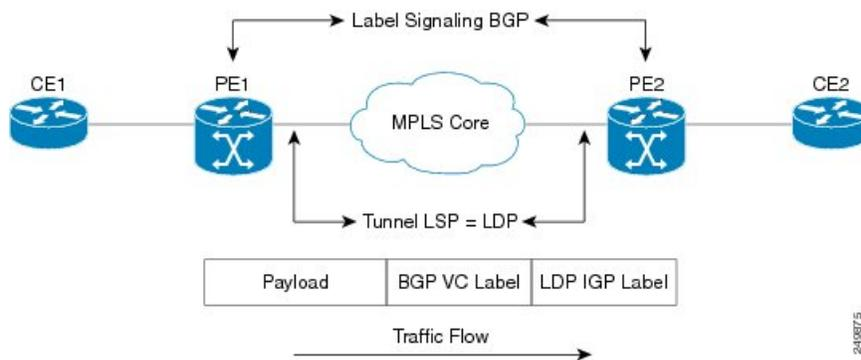 Label Signaling BGP
CE1
PE1
PE2
CE2
MPLS Core
Tunnel LSP = LDP
Payload
BGP VC Label
LDP IGP Label
Traffic Flow
249875